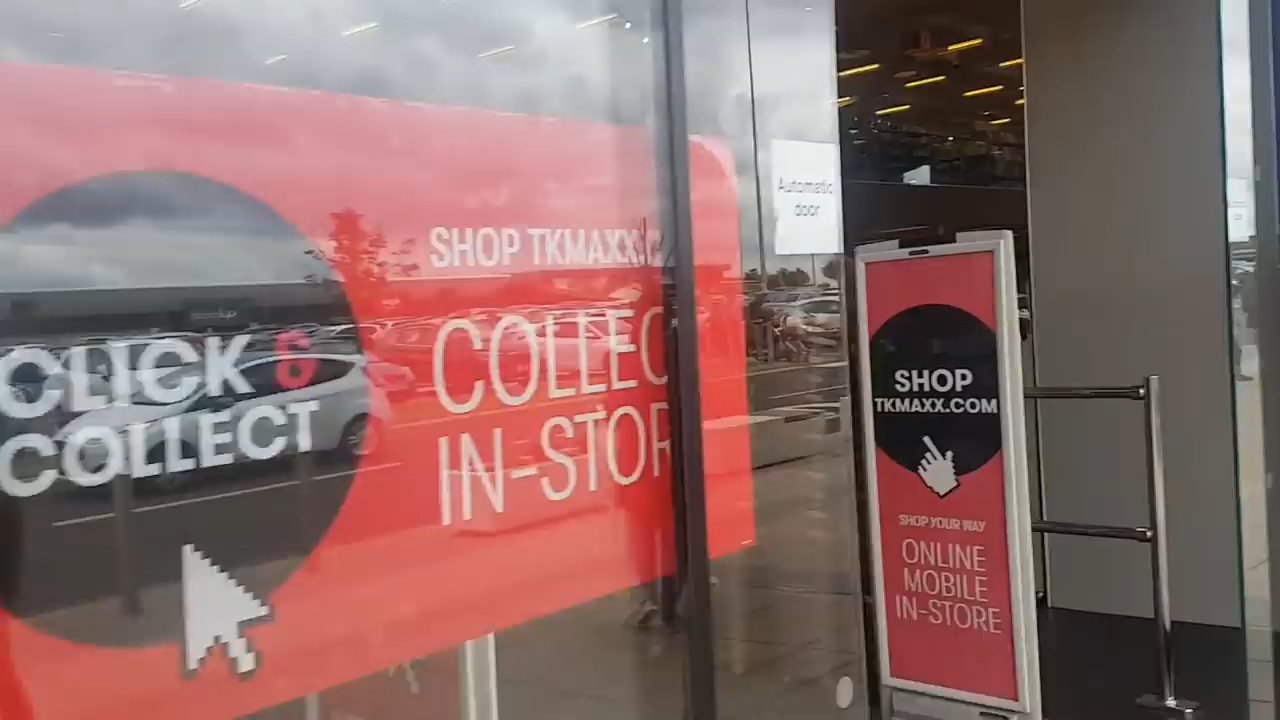 CLICK &
COLLECT
SHOP TKMAXX.C
COLLEC
IN-STOR
Automatic
door
SHOP
TKMAXX.COM
SHOP YOUR WAY
ONLINE
MOBILE
IN-STORE